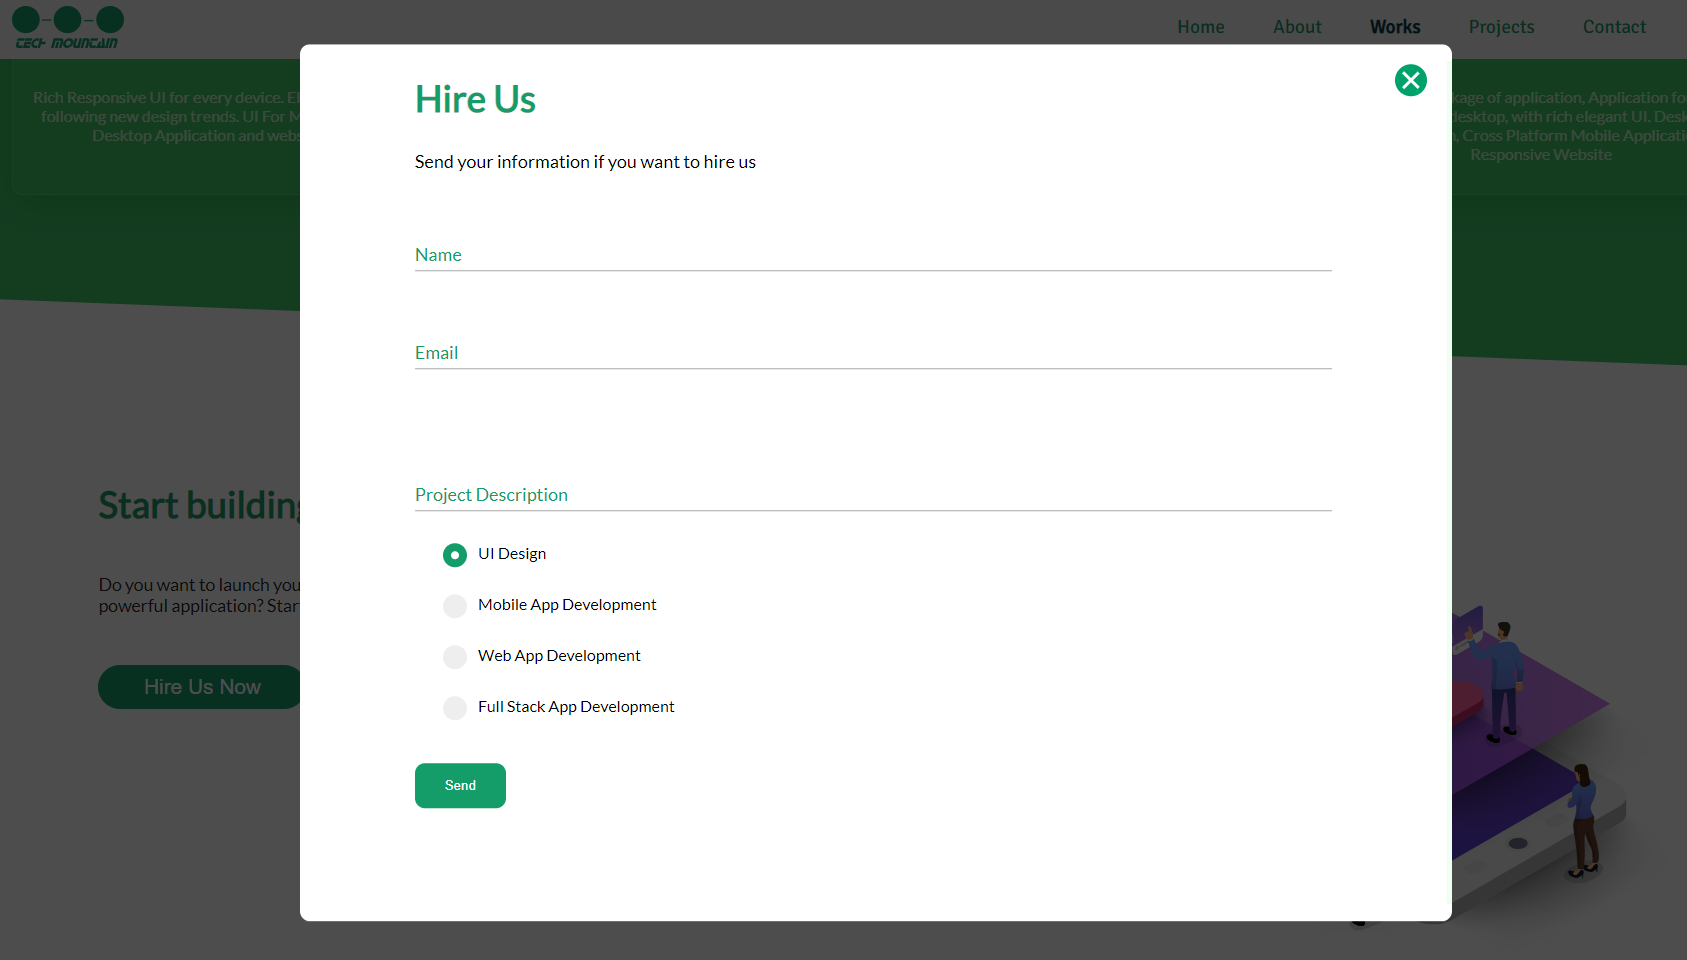 TECH MOUNTAIN
Home
About
Works
Projects
Contact
Rich Responsive UI for every device. El
following new design trends. UI For M
Desktop Application and webs
kage of application, Application fo
desktop, with rich elegant UI. Desk
, Cross Platform Mobile Applicati
Responsive Website
Hire Us
Send your information if you want to hire us
Name
Email
Project Description
UI Design
Mobile App Development
Web App Development
Full Stack App Development
Send
Start building
Do you want to launch you
powerful application? Star
Hire Us Now